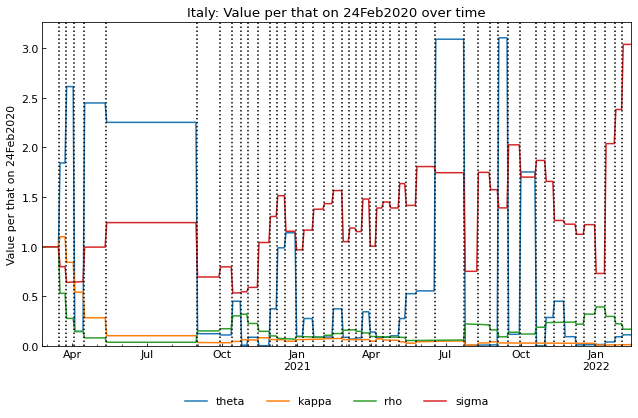 Italy: Value per that on 24Feb2020 over time
Value per that on 24Feb2020
3.0
2.5
2.0
1.5
1.0
0.5
0.0
Apr Jul Oct Jan Apr Jul Oct Jan
2021 2022
theta kappa rho sigma